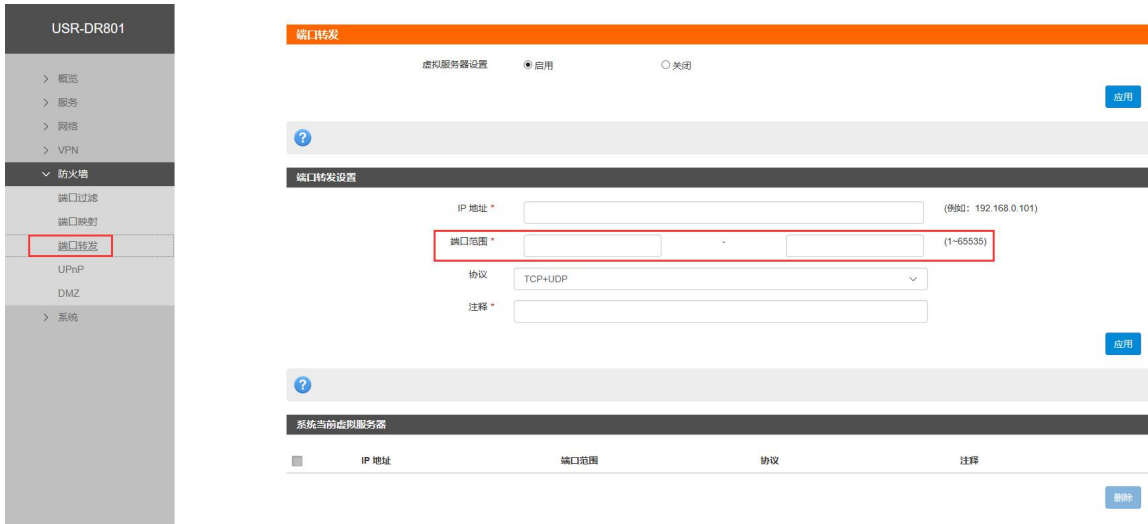 USR-DR801
> 概览
> 服务
> 网络
> VPN
防火墙
端口过滤
端口映射
端口转发
UPnP
DMZ
> 系统
端口转发
虚拟服务器设置 启用 关闭
应用
?
端口转发设置
IP 地址 * (例如：192.168.0.101)
端口范围 * - (1~65535)
协议 TCP+UDP
注释 *
应用
?
系统当前虚拟服务器
IP 地址 端口范围 协议 注释
删除